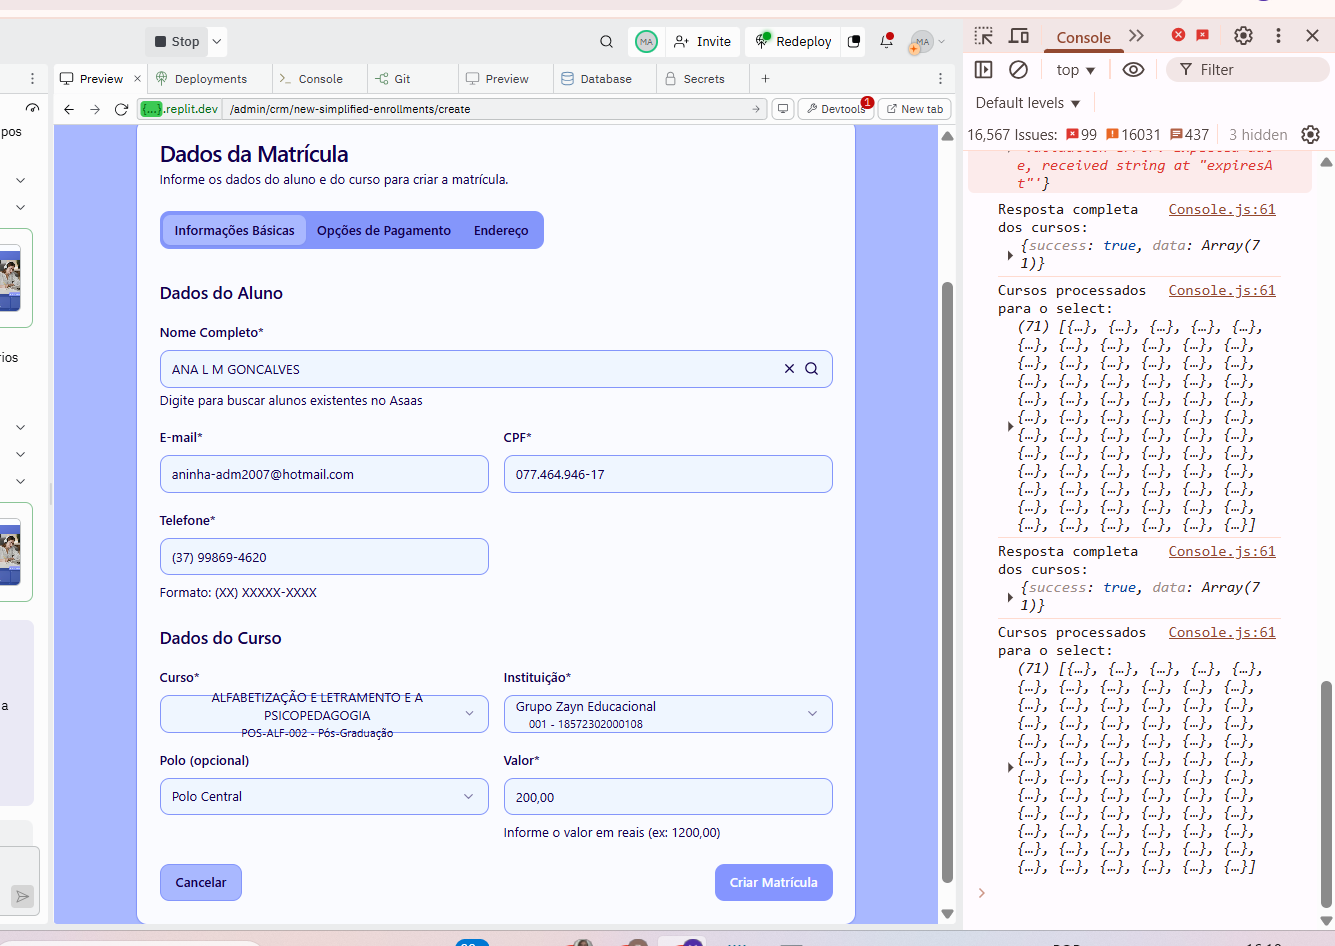 Stop
MA
Invite
Redeploy
MA
Preview
Deployments
Console
Git
Preview
Database
Secrets
{...}.replit.dev
/admin/crm/new-simplified-enrollments/create
Devtools
1
New tab
pos
ios
a
Dados da Matrícula
Informe os dados do aluno e do curso para criar a matrícula.
Informações Básicas
Opções de Pagamento
Endereço
Dados do Aluno
Nome Completo*
ANA L M GONCALVES
Digite para buscar alunos existentes no Asaas
E-mail*
CPF*
aninha-adm2007@hotmail.com
077.464.946-17
Telefone*
(37) 99869-4620
Formato: (XX) XXXXX-XXXX
Dados do Curso
Curso*
Instituição*
ALFABETIZAÇÃO E LETRAMENTO E A
PSICOPEDAGOGIA
POS-ALF-002 - Pós-Graduação
Grupo Zayn Educacional
001 - 18572302000108
Polo (opcional)
Valor*
Polo Central
200,00
Informe o valor em reais (ex: 1200,00)
Cancelar
Criar Matrícula
Console
top
Filter
Default levels
16,567 Issues: 99 16031 437
3 hidden
e, received string at "expiresA
t"'}
Resposta completa Console.js:61
dos cursos:
{success: true, data: Array(7
1)}
Cursos processados Console.js:61
para o select:
(71) [{…}, {…}, {…}, {…}, {…},
{…}, {…}, {…}, {…}, {…}, {…},
{…}, {…}, {…}, {…}, {…}, {…},
{…}, {…}, {…}, {…}, {…}, {…},
{…}, {…}, {…}, {…}, {…}, {…},
{…}, {…}, {…}, {…}, {…}, {…},
{…}, {…}, {…}, {…}, {…}, {…},
{…}, {…}, {…}, {…}, {…}, {…},
{…}, {…}, {…}, {…}, {…}, {…},
{…}, {…}, {…}, {…}, {…}, {…},
{…}, {…}, {…}, {…}, {…}, {…},
{…}, {…}, {…}, {…}, {…}, {…}]
Resposta completa Console.js:61
dos cursos:
{success: true, data: Array(7
1)}
Cursos processados Console.js:61
para o select:
(71) [{…}, {…}, {…}, {…}, {…},
{…}, {…}, {…}, {…}, {…}, {…},
{…}, {…}, {…}, {…}, {…}, {…},
{…}, {…}, {…}, {…}, {…}, {…},
{…}, {…}, {…}, {…}, {…}, {…},
{…}, {…}, {…}, {…}, {…}, {…},
{…}, {…}, {…}, {…}, {…}, {…},
{…}, {…}, {…}, {…}, {…}, {…},
{…}, {…}, {…}, {…}, {…}, {…},
{…}, {…}, {…}, {…}, {…}, {…},
{…}, {…}, {…}, {…}, {…}, {…},
{…}, {…}, {…}, {…}, {…}, {…}]